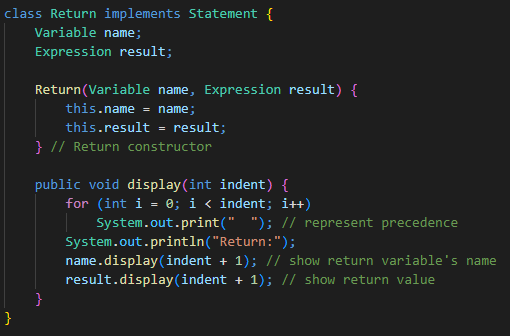 class Return implements Statement {
    Variable name;
    Expression result;

    Return(Variable name, Expression result) {
        this.name = name;
        this.result = result;
    } // Return constructor

    public void display(int indent) {
        for (int i = 0; i < indent; i++)
            System.out.print("  "); // represent precedence
        System.out.println("Return:");
        name.display(indent + 1); // show return variable's name
        result.display(indent + 1); // show return value
    }
}